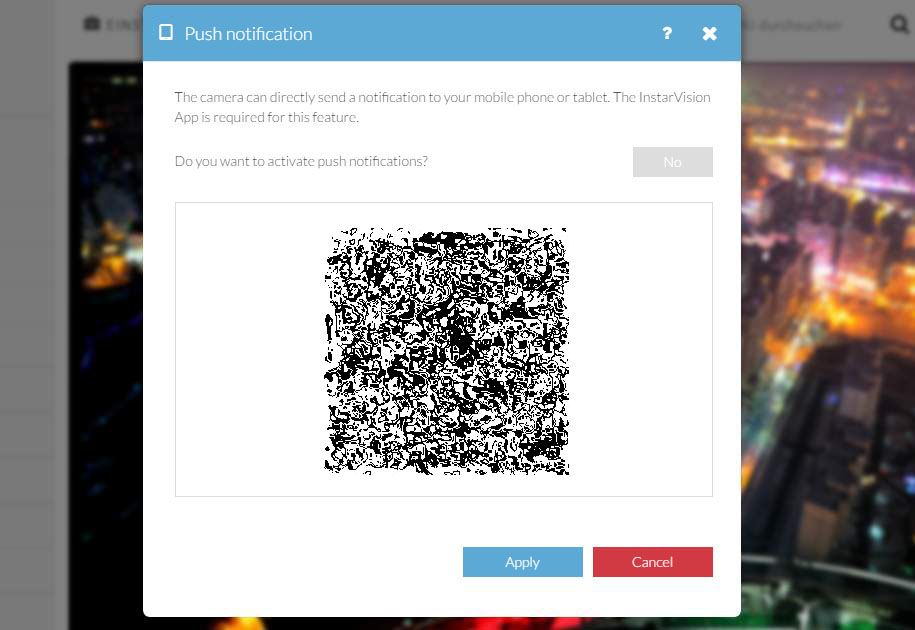 EINS
durchsuchen
Push notification
?
The camera can directly send a notification to your mobile phone or tablet. The InstarVision
App is required for this feature.
Do you want to activate push notifications?
No
Apply
Cancel